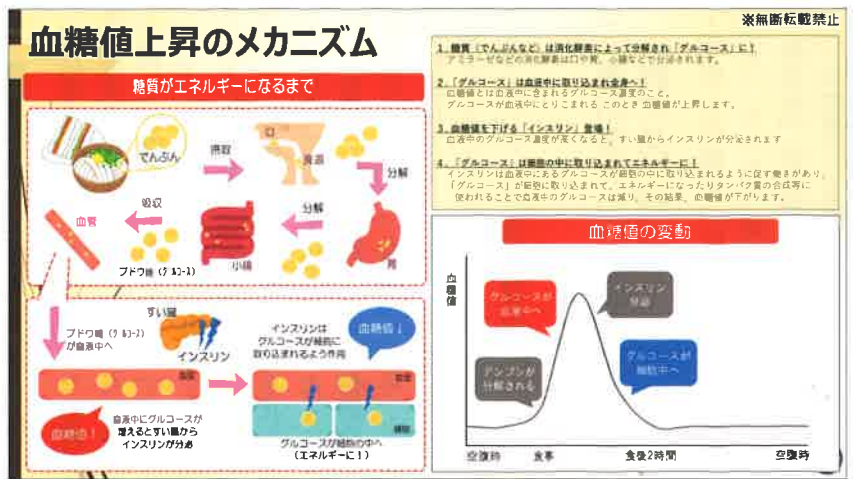 ※無断転載禁止
血糖値上昇のメカニズム
糖質がエネルギーになるまで
でんぷん
摂取
口
食道
分解
胃
分解
小腸
吸収
ブドウ糖（グルコース）
血管
ブドウ糖（グルコース）
が血液中へ
すい臓
インスリン
血管
血糖値↑
血液中にグルコースが
増えるとすい臓から
インスリンが分泌
インスリンは
グルコースが細胞に
取り込まれるよう作用
血糖値↓
血管
細胞
グルコースが細胞の中へ
（エネルギーに！）
1. 糖質（でんぷんなど）は消化酵素によって分解され「グルコース」に！
アミラーゼなどの消化酵素は口や胃、小腸などで分泌されます。
2. 「グルコース」は血液中に取り込まれ全身へ！
血糖値とは血液中に含まれるグルコース濃度のこと。
グルコースが血液中にとりこまれる このとき 血糖値が上昇します。
3. 血糖値を下げる「インスリン」登場！
血液中のグルコース濃度が高くなると、すい臓からインスリンが分泌されます
4. 「グルコース」は細胞の中に取り込まれてエネルギーに！
インスリンは血液中にあるグルコースが細胞の中に取り込まれるように促す働きがあり、
「グルコース」が細胞に取り込まれて、エネルギーになったりタンパク質の合成等に
使われることで血液中のグルコースは減り、その結果、血糖値が下がります。
血糖値の変動
血糖値
グルコースが
血液中へ
インスリン
登場
デンプンが
分解される
グルコースが
細胞中へ
空腹時
食事
食後2時間
空腹時